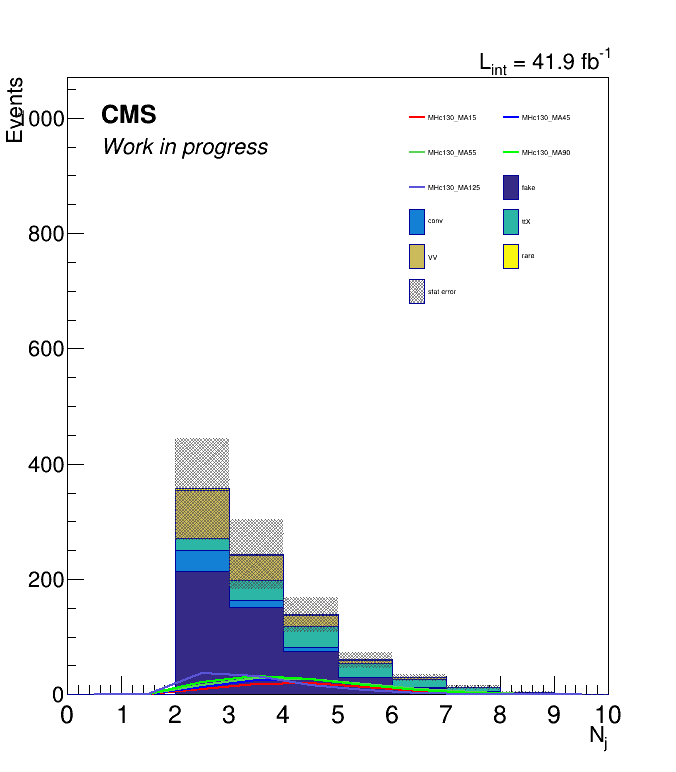 L_int = 41.9 fb^-1
Events
CMS
Work in progress
MHc130_MA15
MHc130_MA45
MHc130_MA55
MHc130_MA90
MHc130_MA125
fake
conv
ttX
VV
rare
stat error
1000
800
600
400
200
0
0 1 2 3 4 5 6 7 8 9 10
N_j